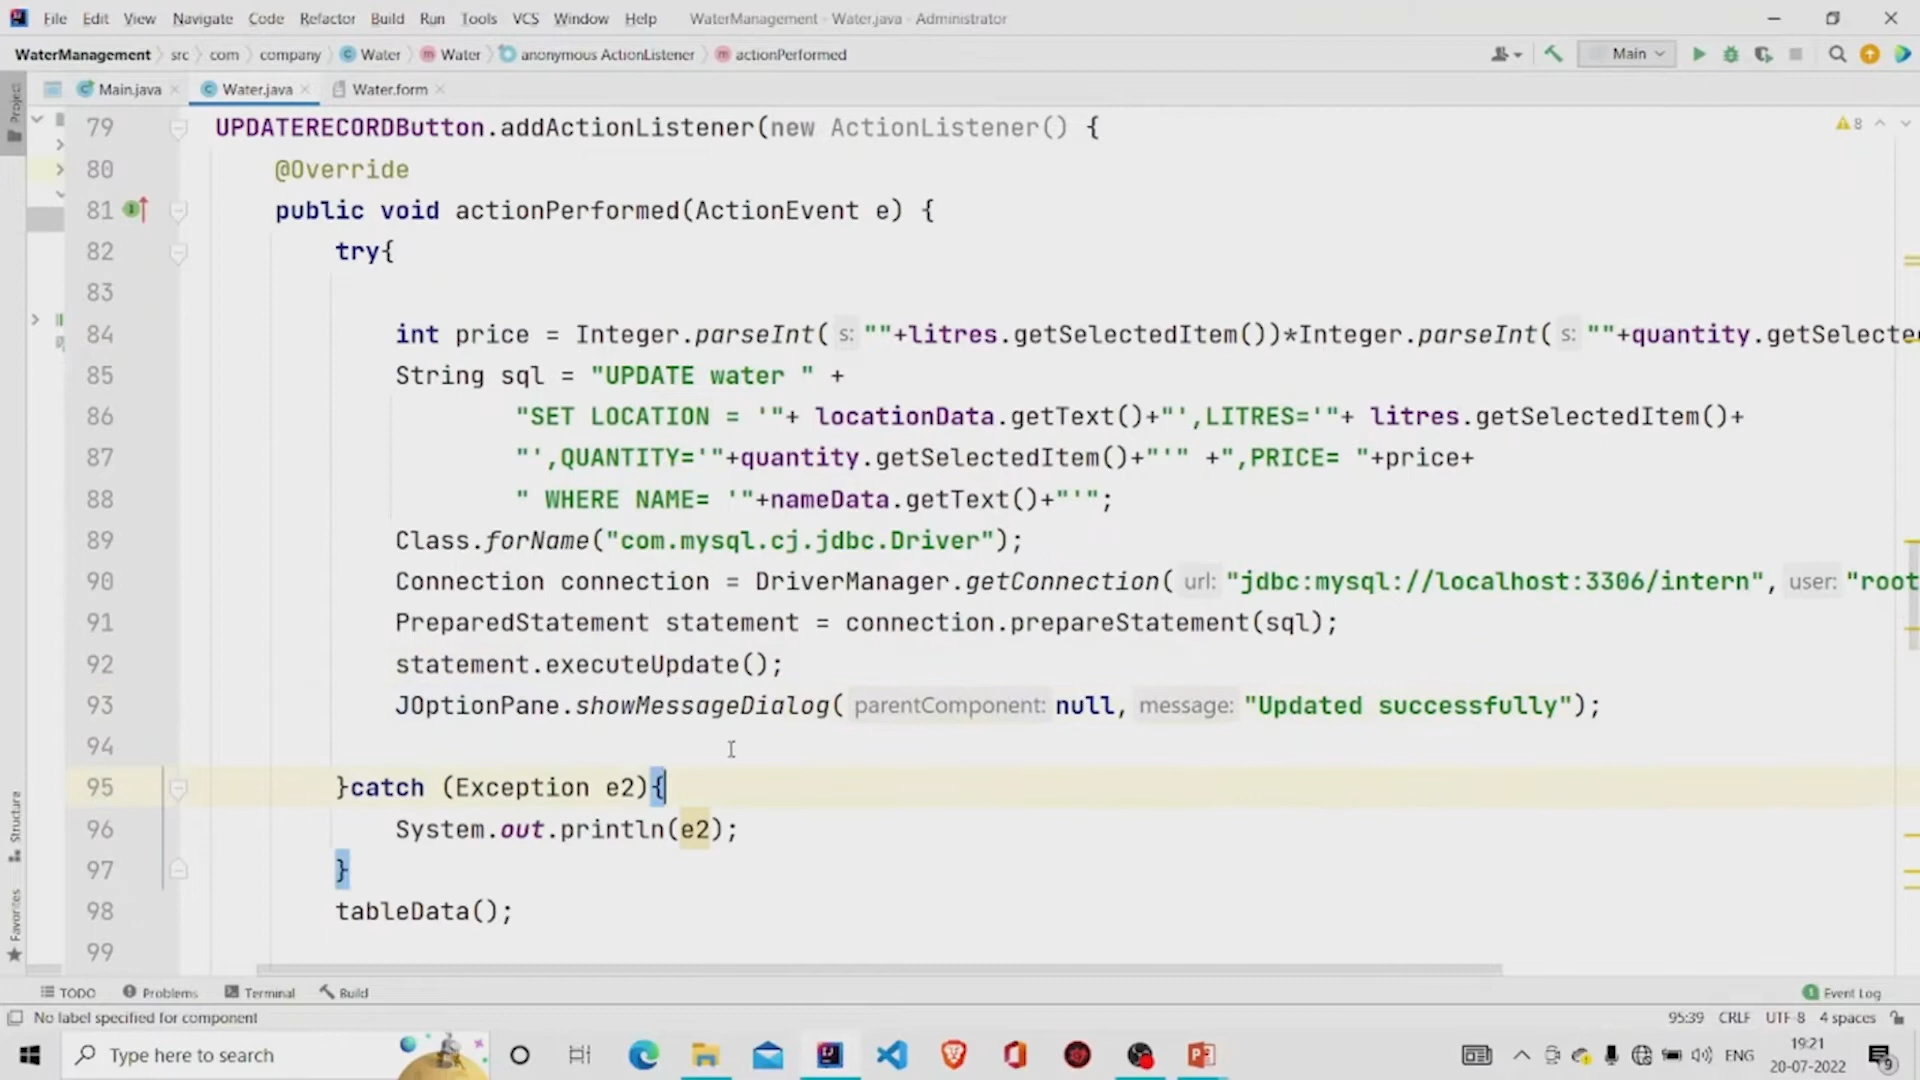 File Edit View Navigate Code Refactor Build Run Tools VCS Window Help WaterManagement - Water.java - Administrator
WaterManagement src com company Water Water anonymous ActionListener actionPerformed Main
Project Main.java Water.java Water.form
79 UPDATERECORDButton.addActionListener(new ActionListener() { 8
80 @Override
81 public void actionPerformed(ActionEvent e) {
82 try{
83
84 int price = Integer.parseInt( s: ""+litres.getSelectedItem())*Integer.parseInt( s: ""+quantity.getSelecte
85 String sql = "UPDATE water " +
86 "SET LOCATION = '"+ locationData.getText()+"',LITRES='"+ litres.getSelectedItem()+
87 "',QUANTITY='"+quantity.getSelectedItem()+"'" +",PRICE= "+price+
88 " WHERE NAME= '"+nameData.getText()+"'";
89 Class.forName("com.mysql.cj.jdbc.Driver");
90 Connection connection = DriverManager.getConnection( url: "jdbc:mysql://localhost:3306/intern", user: "root
91 PreparedStatement statement = connection.prepareStatement(sql);
92 statement.executeUpdate();
93 JOptionPane.showMessageDialog( parentComponent: null, message: "Updated successfully");
94
95 }catch (Exception e2){
96 System.out.println(e2);
97 }
98 tableData();
99
Structure
Favorites
TODO Problems Terminal Build 1 Event Log
No label specified for component 95:39 CRLF UTF-8 4 spaces
Type here to search ENG 19:21
20-07-2022 9